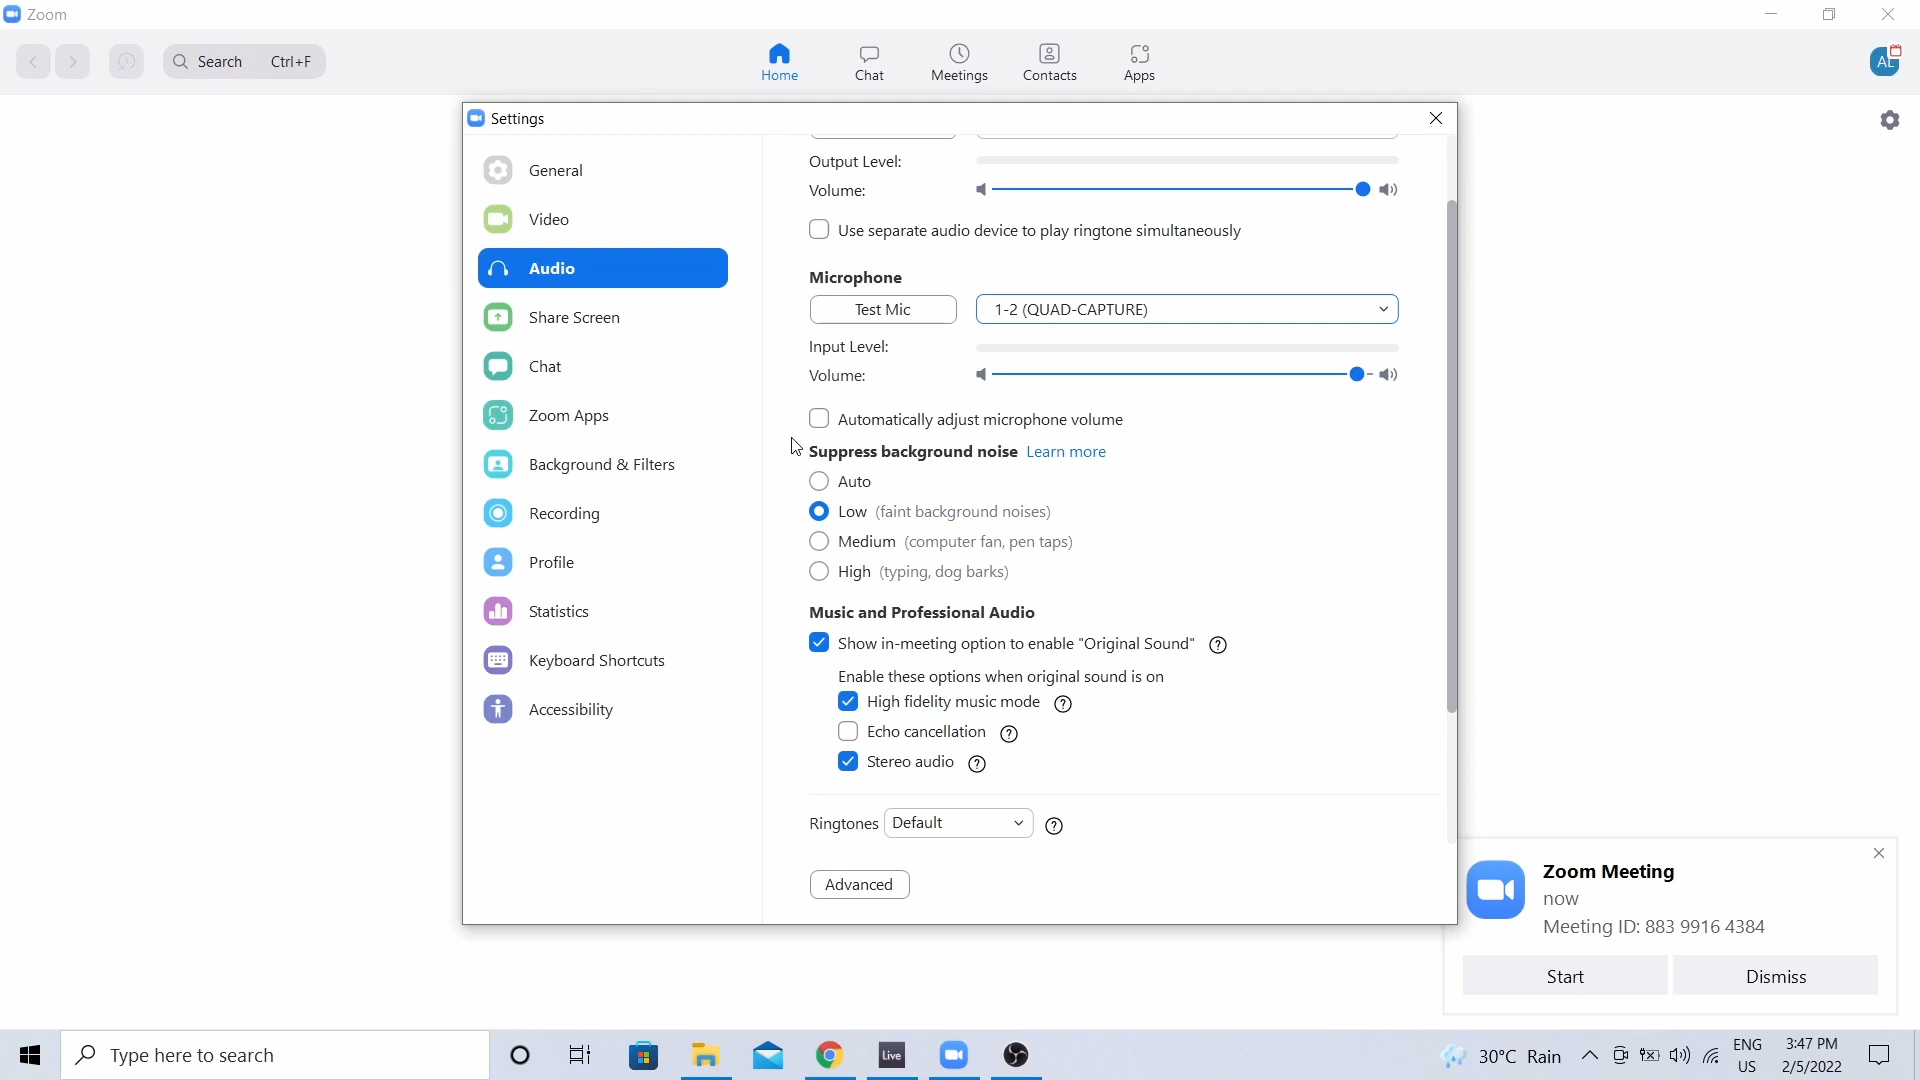 Zoom
Search Ctrl+F
Home
Chat
Meetings
Contacts
Apps
AL
Settings
General
Video
Audio
Share Screen
Chat
Zoom Apps
Background & Filters
Recording
Profile
Statistics
Keyboard Shortcuts
Accessibility
Output Level:
Volume:
Use separate audio device to play ringtone simultaneously
Microphone
Test Mic
1-2 (QUAD-CAPTURE)
Input Level:
Volume:
Automatically adjust microphone volume
Suppress background noise Learn more
Auto
Low (faint background noises)
Medium (computer fan, pen taps)
High (typing, dog barks)
Music and Professional Audio
Show in-meeting option to enable "Original Sound"
Enable these options when original sound is on
High fidelity music mode
Echo cancellation
Stereo audio
Ringtones Default
Advanced
Zoom Meeting
now
Meeting ID: 883 9916 4384
Start
Dismiss
Type here to search
Live
30°C Rain
ENG
US
3:47 PM
2/5/2022